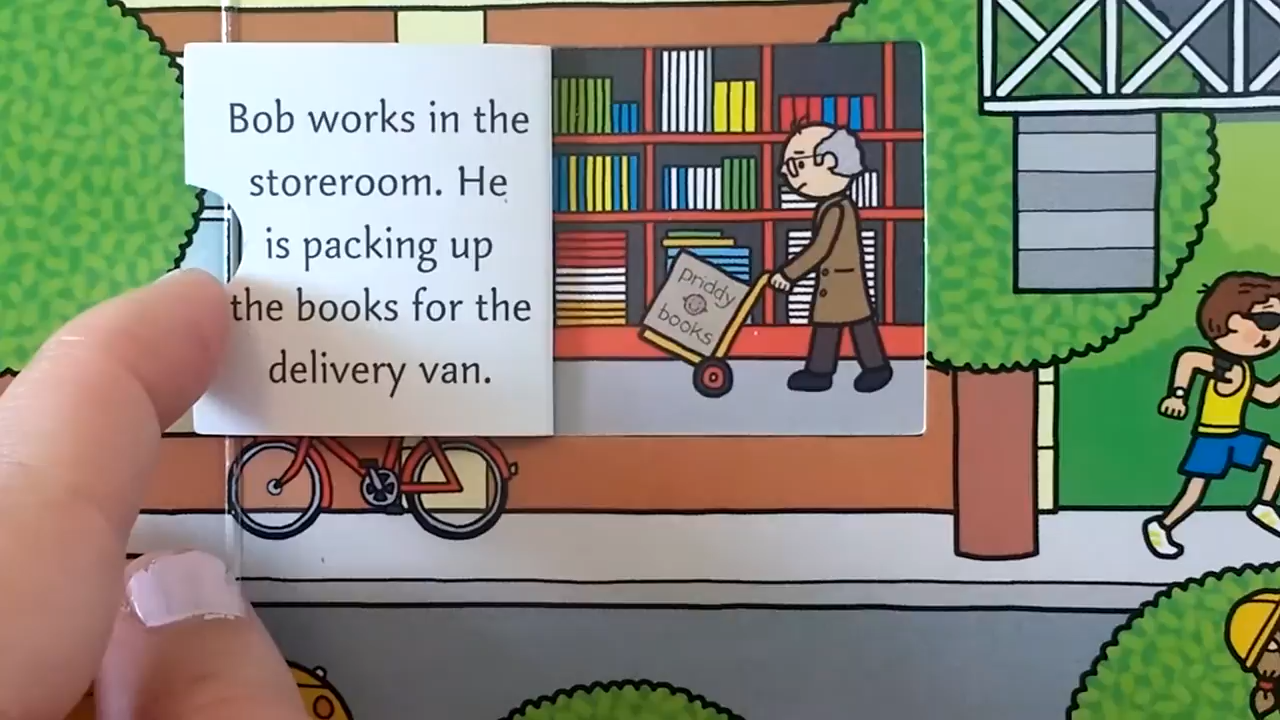 Bob works in the
storeroom. He
is packing up
the books for the
delivery van.
priddy
books